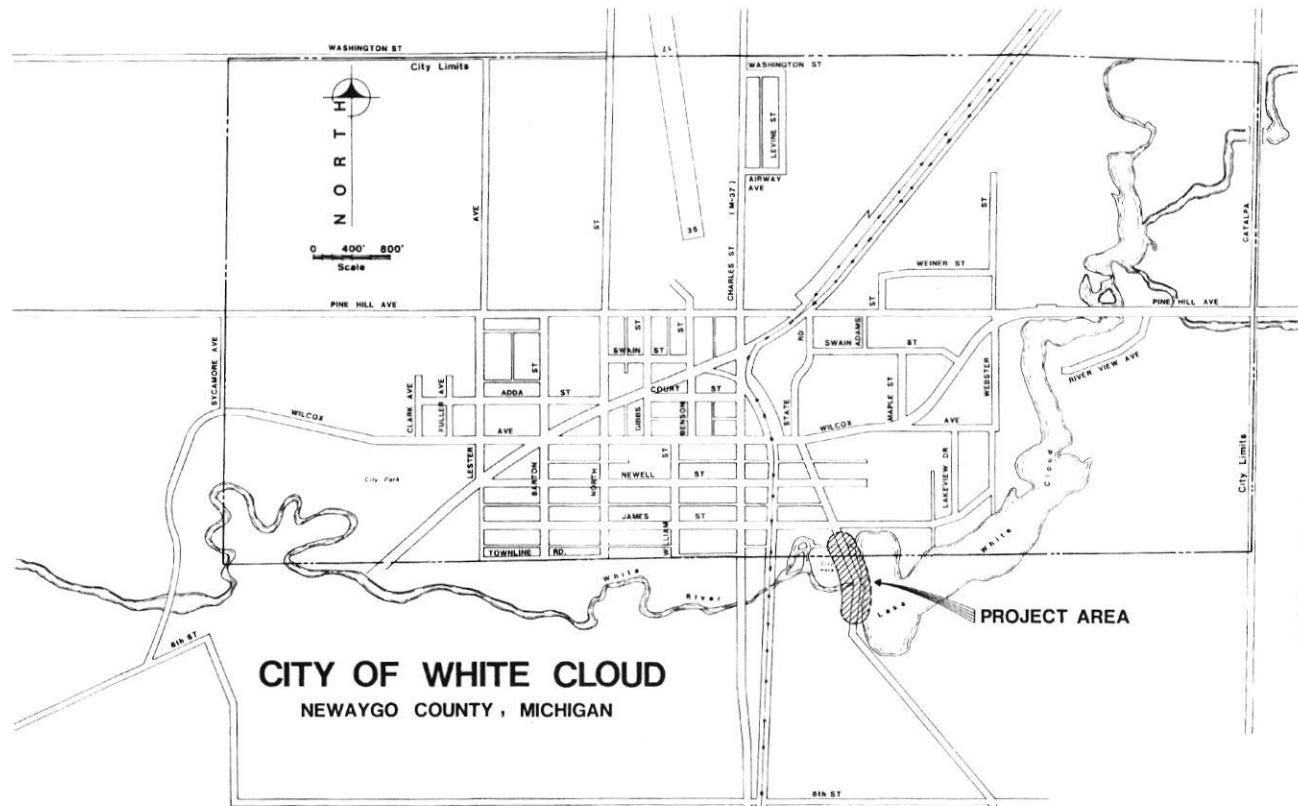 WASHINGTON ST
City Limits
17
WASHINGTON ST
LEVINE ST
AIRWAY
AVE
NORTH
0 400' 800'
Scale
AVE
ST
36
CHARLES ST (M-37)
ST
WEINER ST
CATALPA
PINE HILL AVE
PINE HILL AVE
SYCAMORE AVE
ST
SWAIN ST
ST
ST
RD
SWAIN
ADAMS
ST
ST
WEBSTER
RIVER VIEW AVE
CLARK AVE
FULLER AVE
ADDA ST
COURT ST
GIBBS
BENSON
STATE
MAPLE ST
WILCOX
AVE
WILCOX
AVE
LESTER
BARTON
NORTH
NEWELL ST
ST
LAKEVIEW DR
City Limits
City Park
JAMES ST
WILLIAM
TOWNLINE RD.
White Cloud
Lake
White
River
PROJECT AREA
8th ST
CITY OF WHITE CLOUD
NEWAYGO COUNTY, MICHIGAN
6th ST